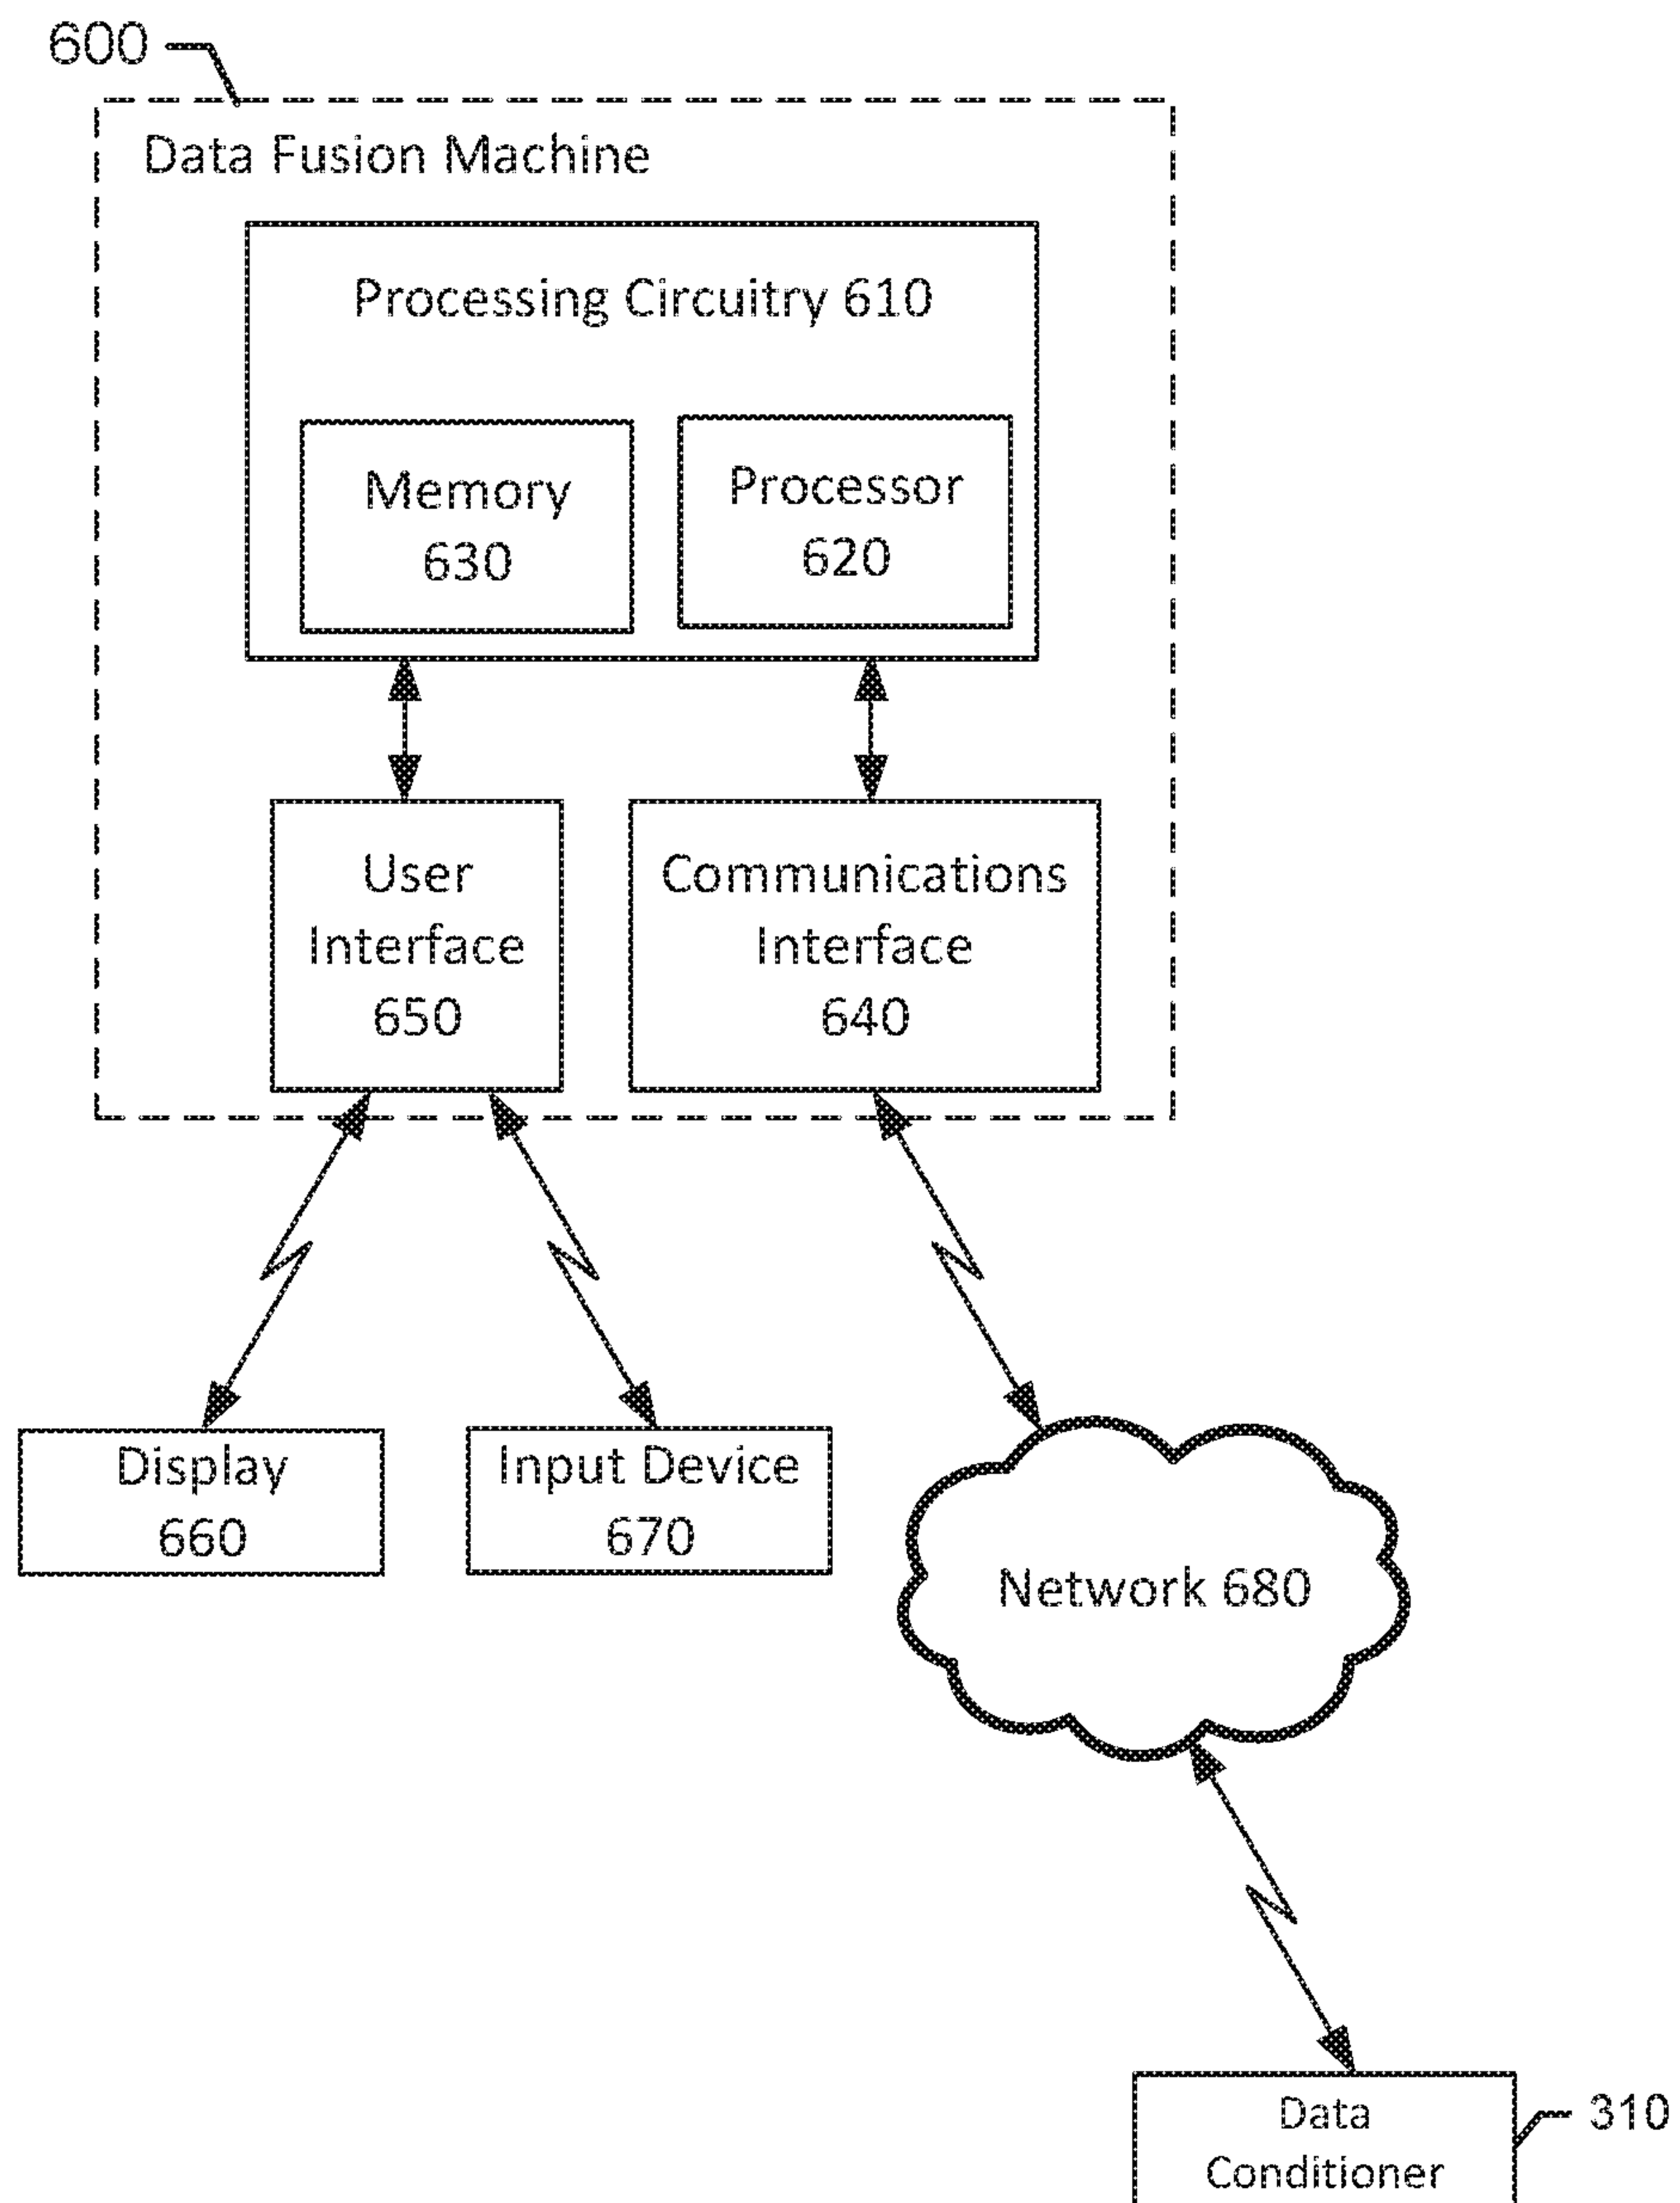 600
Data Fusion Machine
Processing Circuitry 610
Memory
630
Processor
620
User
Interface
650
Communications
Interface
640
Display
660
Input Device
670
Network 680
Data
Conditioner
310